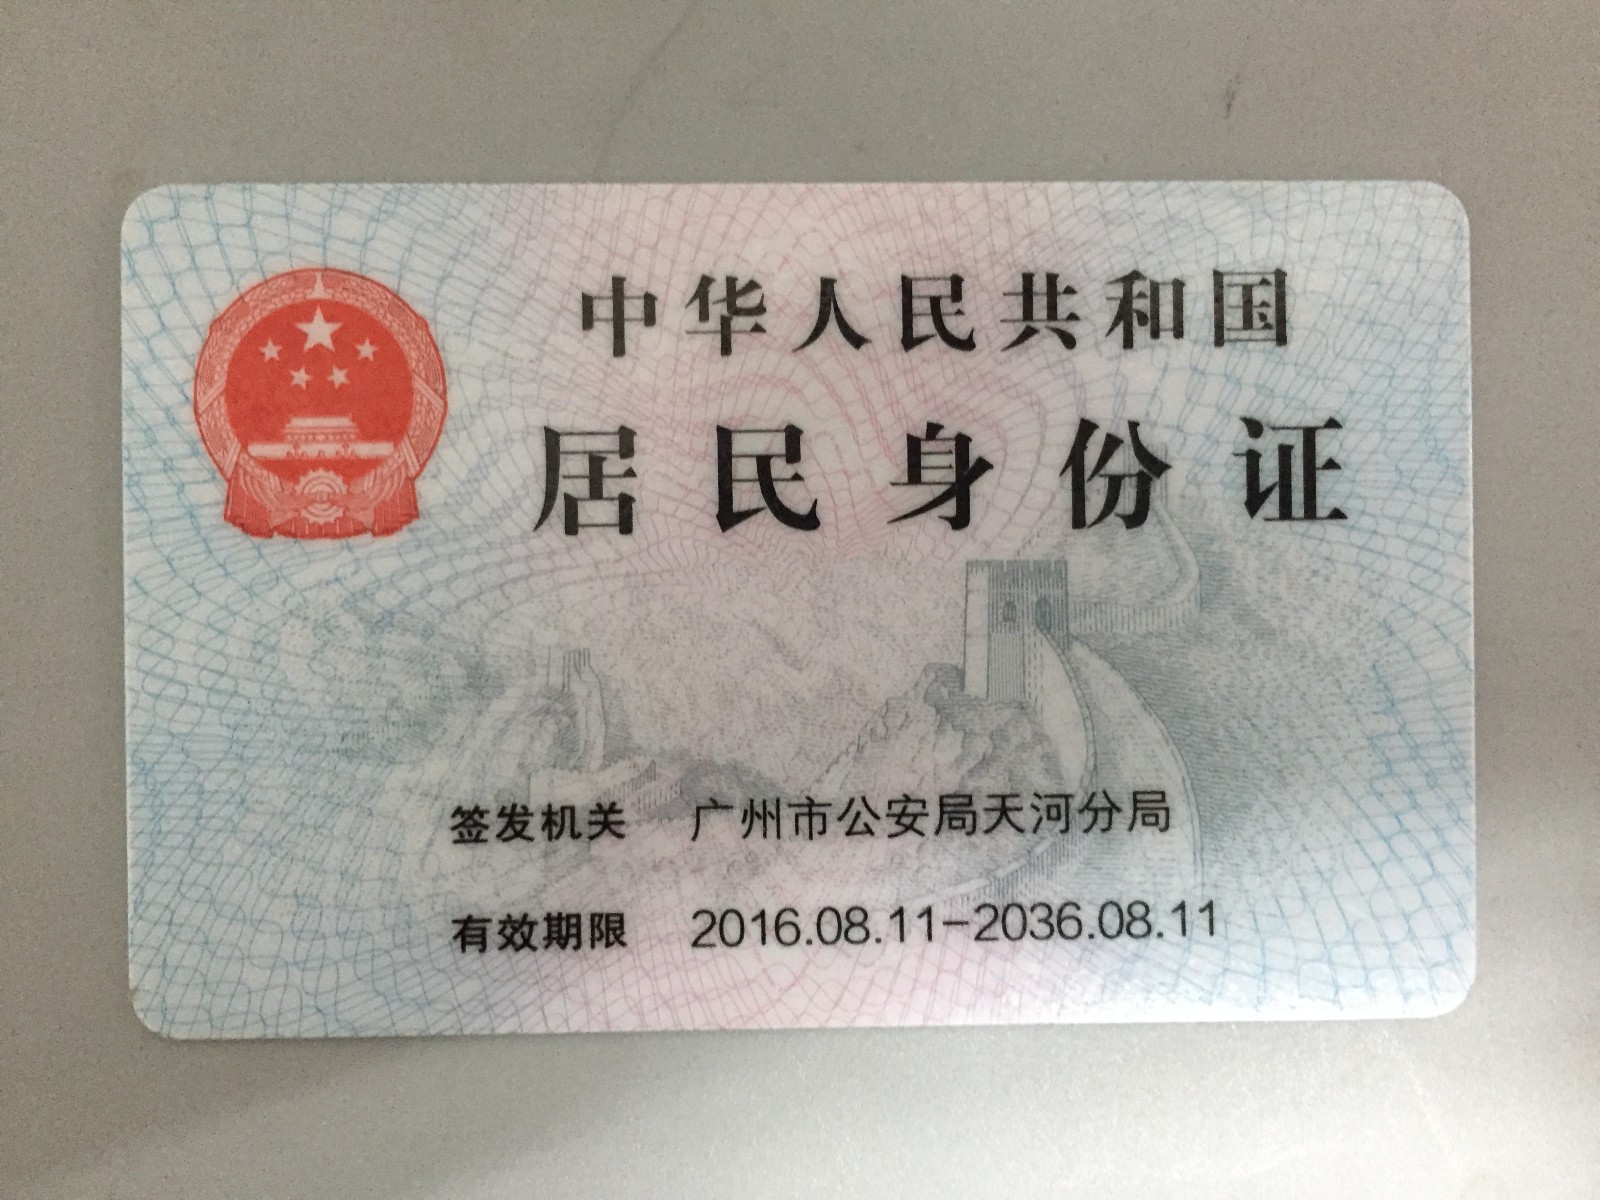 中华人民共和国
居民身份证
签发机关 广州市公安局天河分局
有效期限 2016.08.11-2036.08.11